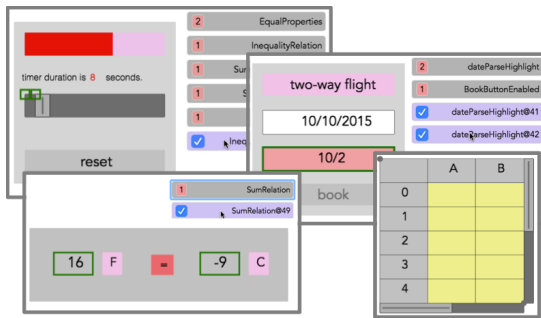 2 EqualProperties
1 InequalityRelation
1 Sum
1 S
1
Ineq
timer duration is 8 seconds.
reset
2 dateParseHighlight
1 BookButtonEnabled
dateParseHighlight@41
dateParseHighlight@42
two-way flight
10/10/2015
10/2
book
1 SumRelation
SumRelation@49
16 F = -9 C
A B
0
1
2
3
4